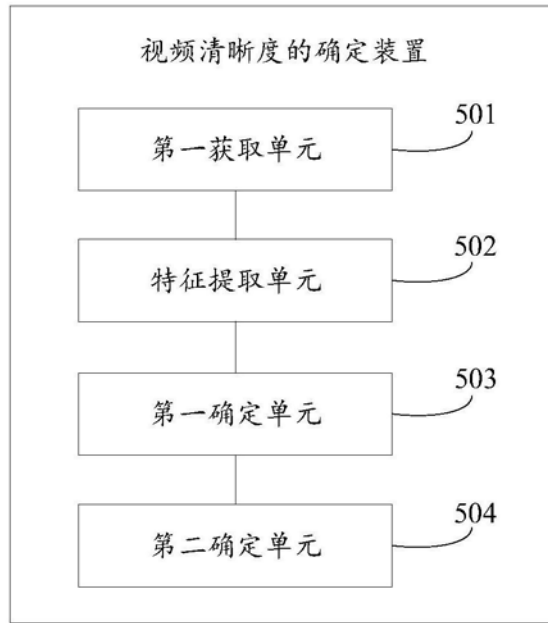 视频清晰度的确定装置
501
第一获取单元
502
特征提取单元
503
第一确定单元
504
第二确定单元